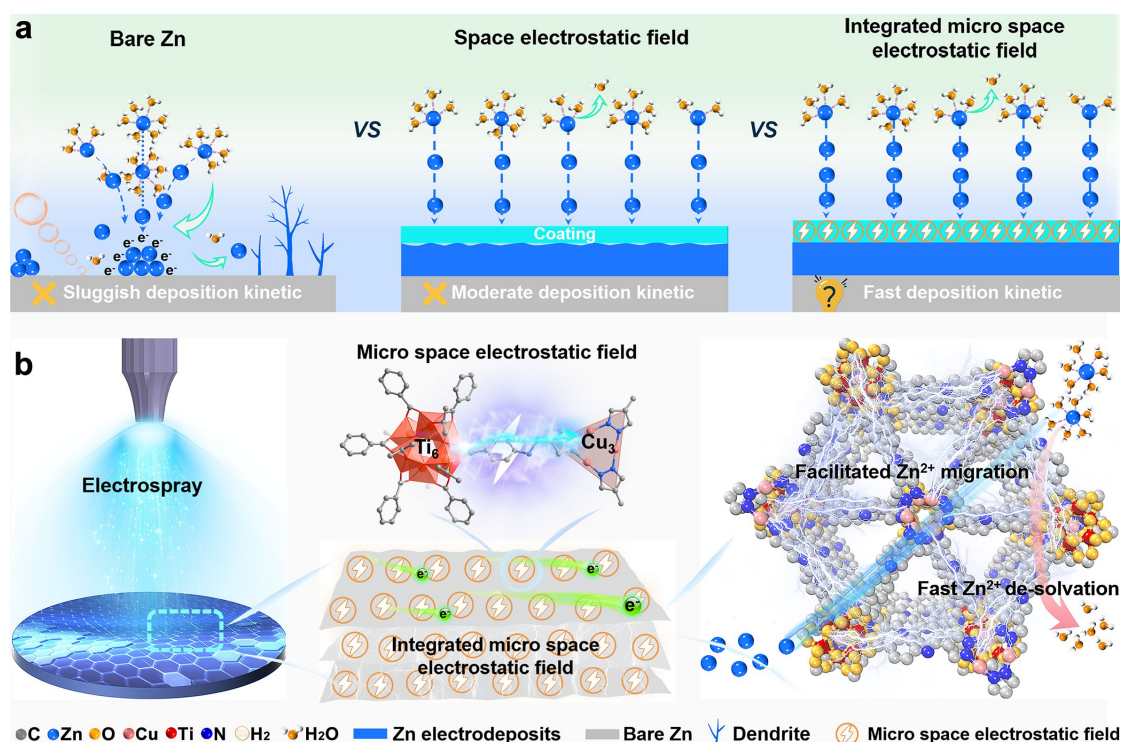 a
Bare Zn
Space electrostatic field
Integrated micro space
electrostatic field
VS
VS
e-
e- e-
e- e-
e- e-
Coating
Sluggish deposition kinetic
Moderate deposition kinetic
?
Fast deposition kinetic
b
Electrospray
Micro space electrostatic field
Ti6
Cu3
e-
e-
e-
e-
Integrated micro space
electrostatic field
Facilitated Zn2+ migration
Fast Zn2+ de-solvation
C Zn O Cu Ti N H2 H2O Zn electrodeposits Bare Zn Dendrite Micro space electrostatic field